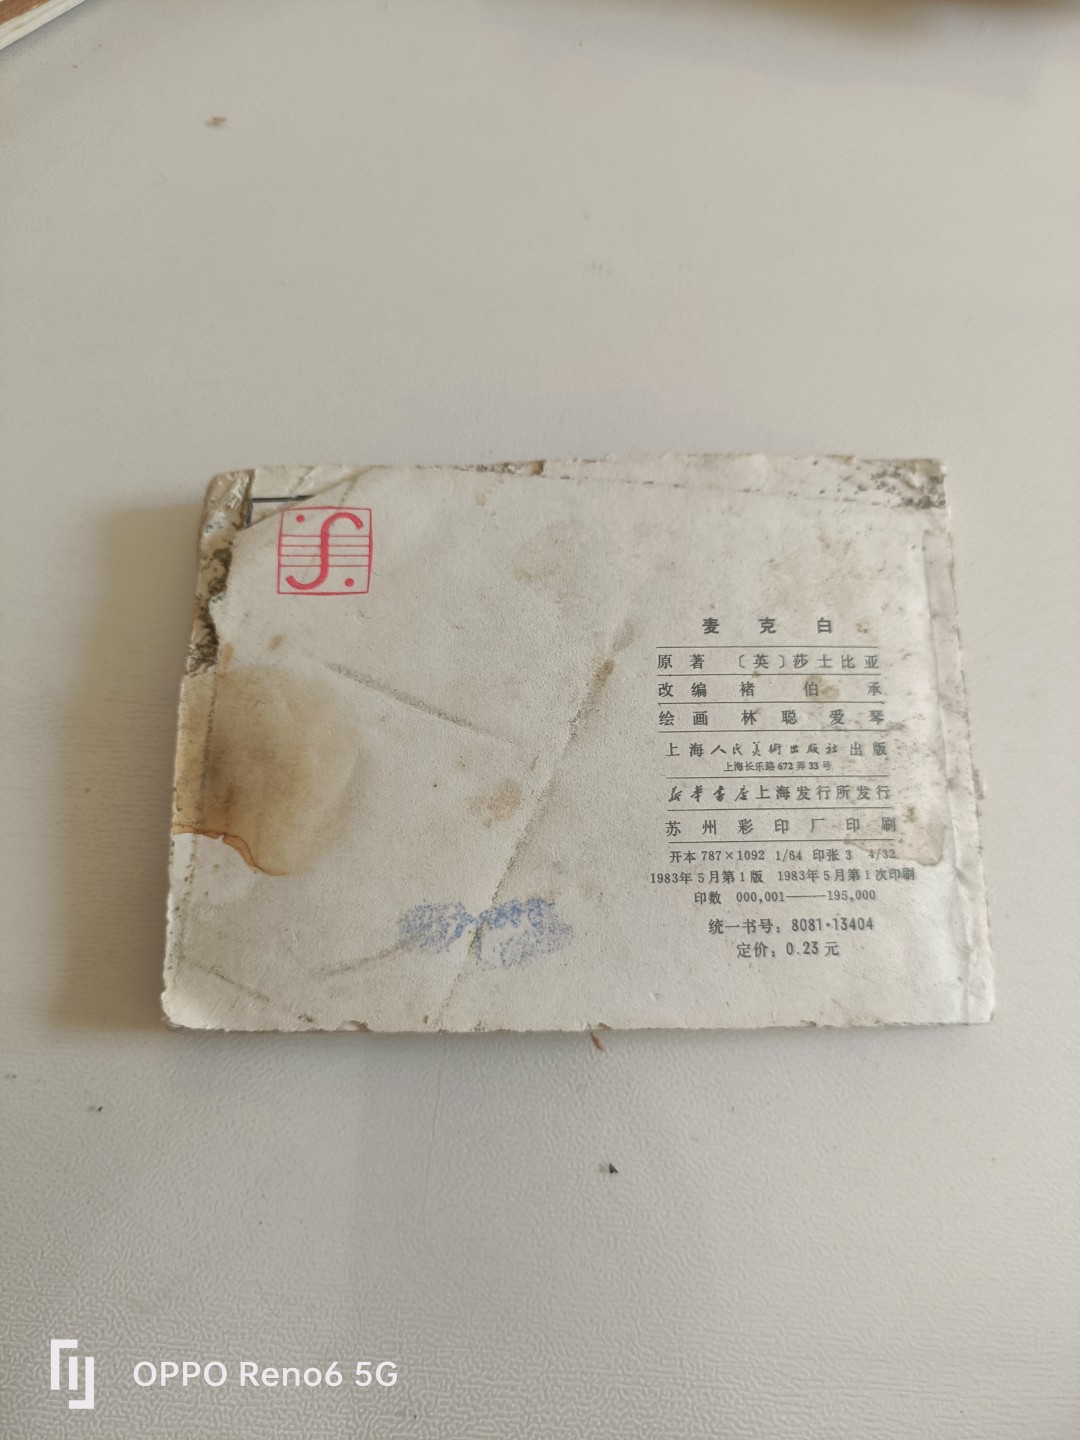 麦克白
原著 〔英〕莎士比亚
改编 褚伯承
绘画 林聪 爱琴
上海人民美術出版社出版
上海长乐路672弄33号
新华书店上海发行所发行
苏州彩印厂印刷
开本 787×1092 1/64 印张 3 4/32
1983年5月第1版 1983年5月第1次印刷
印数 000,001——195,000
统一书号：8081·13404
定价：0.23元
OPPO Reno6 5G